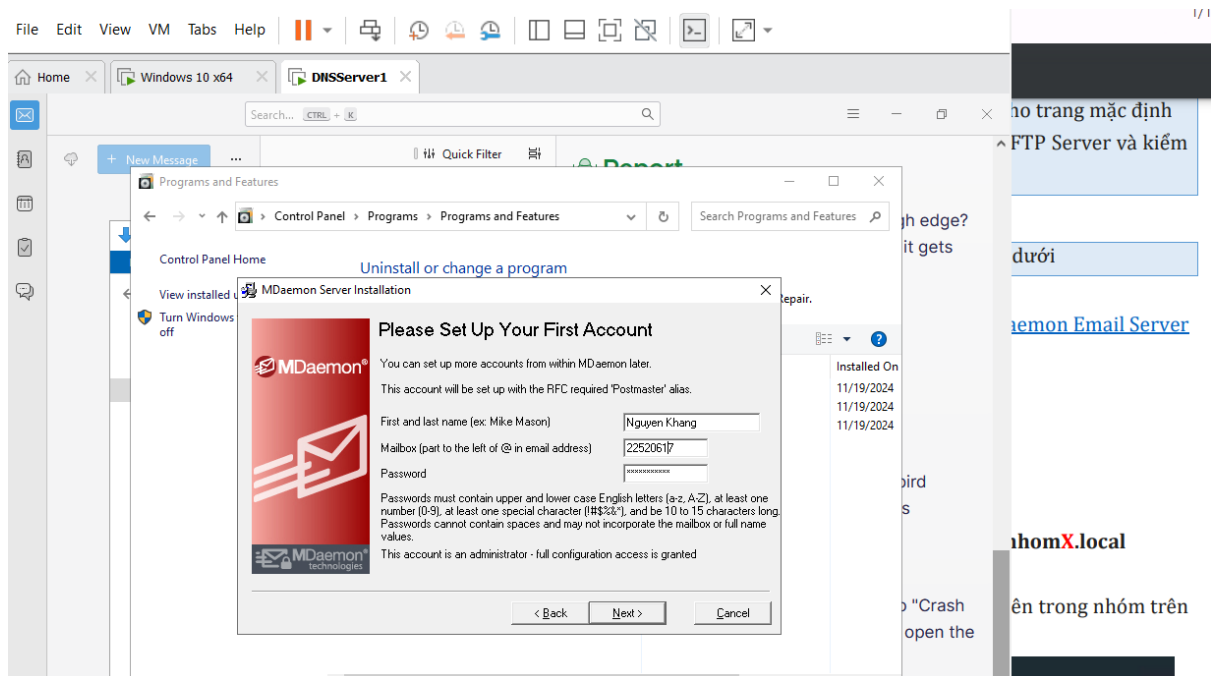 1/1
File Edit View VM Tabs Help
Home Windows 10 x64 DNSServer1
Search... CTRL + K
New Message ... Quick Filter
Report
Programs and Features
Control Panel > Programs > Programs and Features
Search Programs and Features
Control Panel Home
View installed u
Turn Windows
off
Uninstall or change a program
Repair.
Installed On
11/19/2024
11/19/2024
11/19/2024
MDaemon Server Installation
MDaemon®
Please Set Up Your First Account
You can set up more accounts from within MDaemon later.
This account will be set up with the RFC required 'Postmaster' alias.
First and last name (ex: Mike Mason) Nguyen Khang
Mailbox (part to the left of @ in email address) 22520617
Password ***********
Passwords must contain upper and lower case English letters (a-z, A-Z), at least one
number (0-9), at least one special character (!#$%&*), and be 10 to 15 characters long.
Passwords cannot contain spaces and may not incorporate the mailbox or full name
values.
This account is an administrator - full configuration access is granted
MDaemon®
technologies
< Back Next > Cancel
gh edge?
it gets
bird
s
o "Crash
open the
ho trang mặc định
FTP Server và kiểm
dưới
aemon Email Server
nhomX.local
ên trong nhóm trên